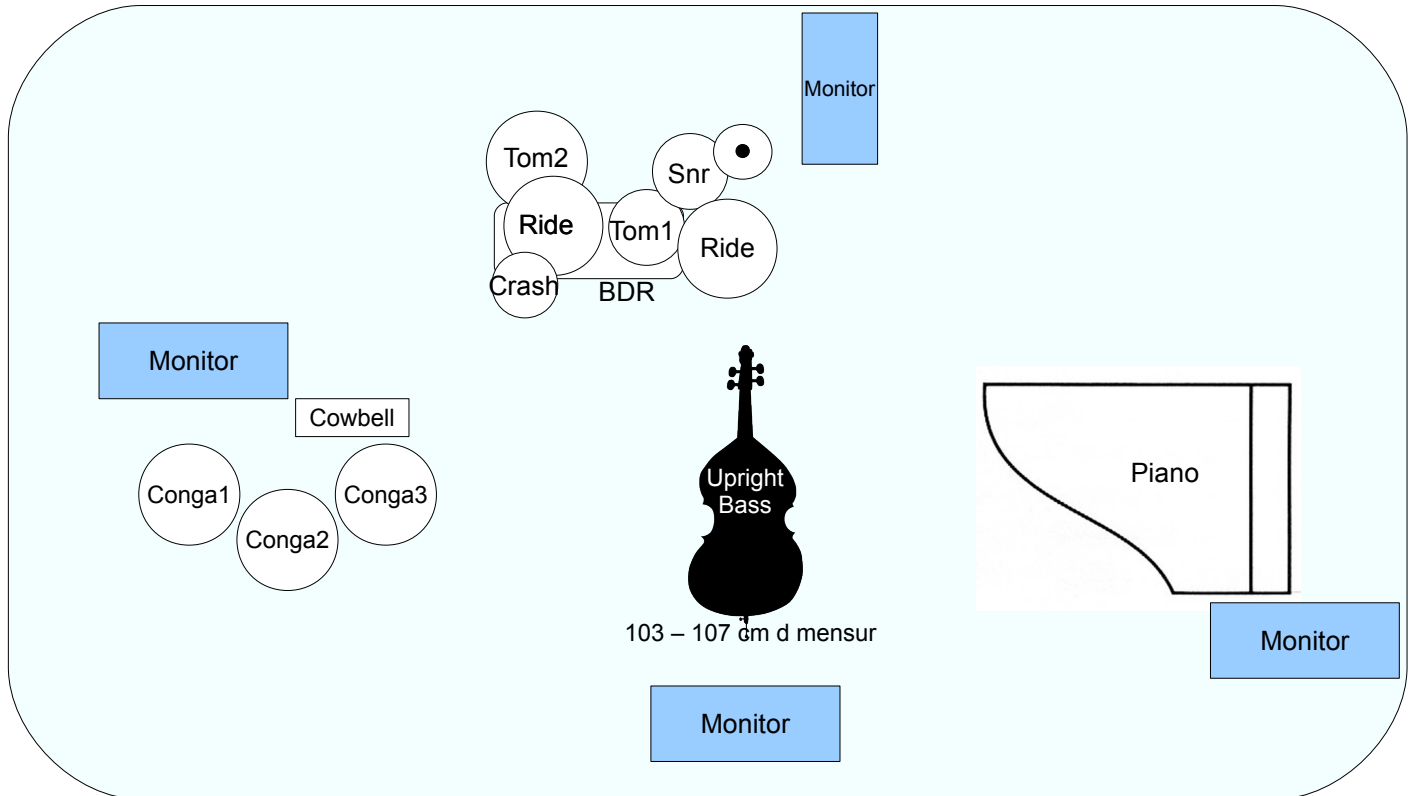 Monitor
Tom2
Snr
Ride
Tom1
Ride
Crash
BDR
Monitor
Cowbell
Conga1
Conga2
Conga3
Upright
Bass
Piano
103 – 107 cm d mensur
Monitor
Monitor